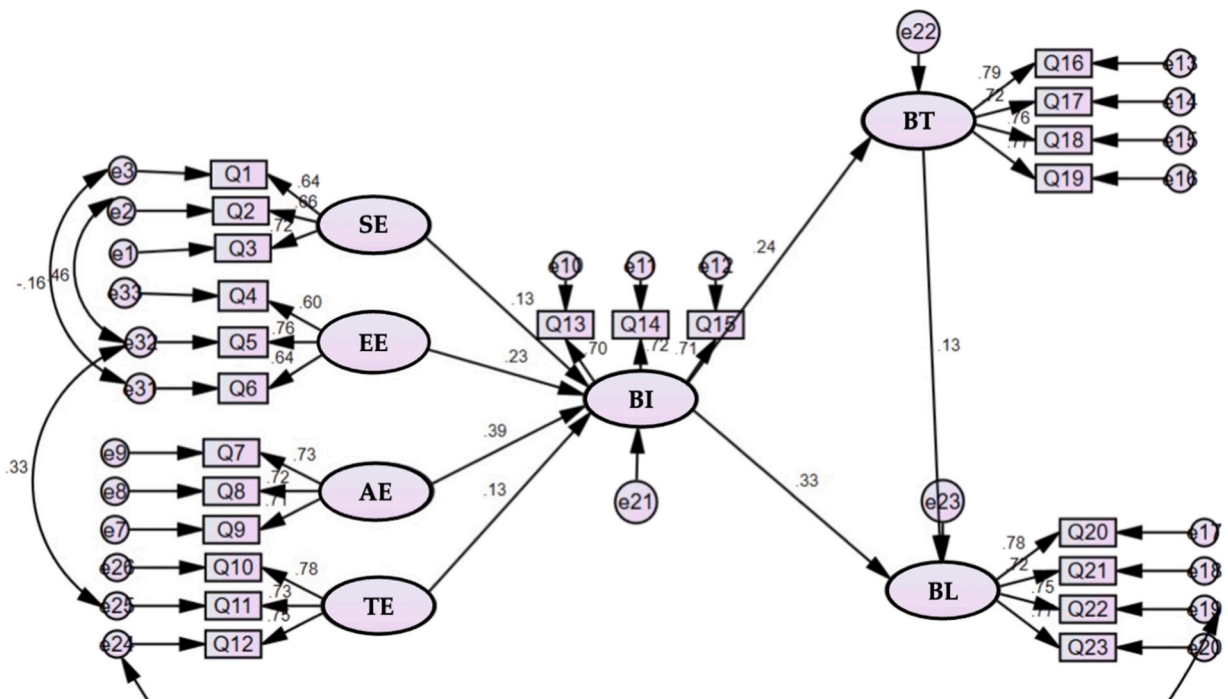 e22
.79
Q16
e13
.72
Q17
e14
BT
.76
Q18
e15
.77
Q19
e16
e3
Q1
.64
e2
Q2
.66
SE
e1
Q3
.72
-.16
.46
e33
Q4
.60
e32
Q5
.76
EE
e31
Q6
.64
e10
e11
e12
Q13
Q14
Q15
.13
.70
.72
.71
.23
BI
.24
.13
.33
e9
Q7
.73
e8
Q8
.72
AE
e7
Q9
.71
.39
.13
e21
.33
e23
e26
Q10
.78
e25
Q11
.73
TE
e24
Q12
.75
BL
.78
Q20
e17
.72
Q21
e18
.75
Q22
e19
.77
Q23
e20